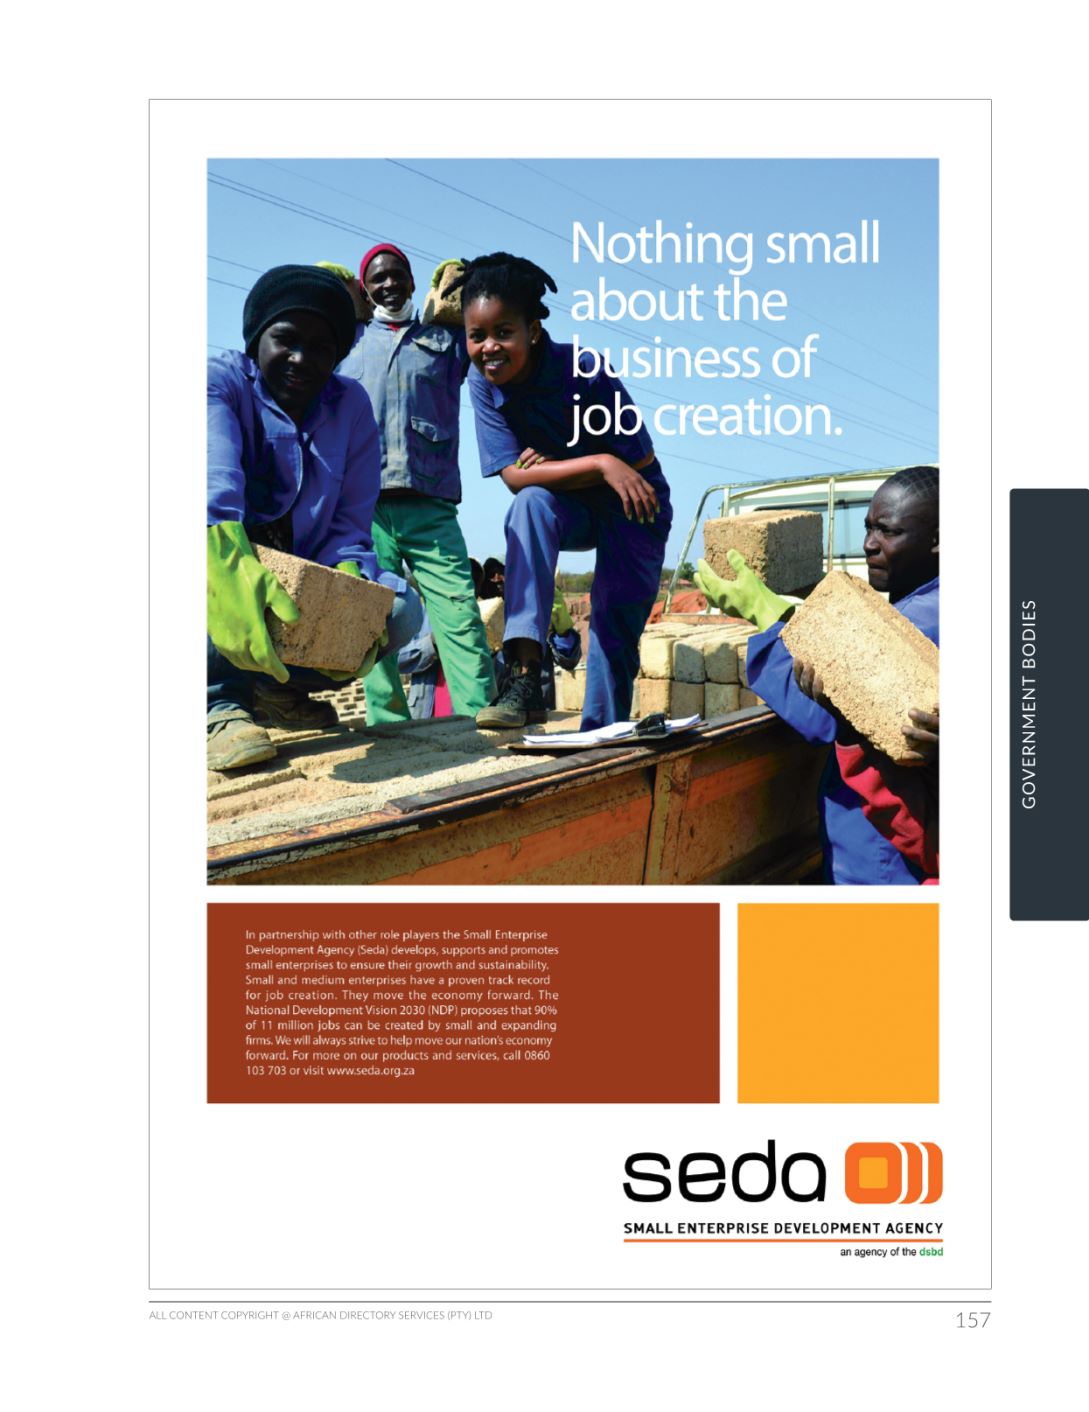 Nothing small
about the
business of
job creation.
GOVERNMENT BODIES
In partnership with other role players the Small Enterprise
Development Agency (Seda) develops, supports and promotes
small enterprises to ensure their growth and sustainability.
Small and medium enterprises have a proven track record
for job creation. They move the economy forward. The
National Development Vision 2030 (NDP) proposes that 90%
of 11 million jobs can be created by small and expanding
firms. We will always strive to help move our nation's economy
forward. For more on our products and services, call 0860
103 703 or visit www.seda.org.za
seda
SMALL ENTERPRISE DEVELOPMENT AGENCY
an agency of the dsbd
ALL CONTENT COPYRIGHT @ AFRICAN DIRECTORY SERVICES (PTY) LTD
157